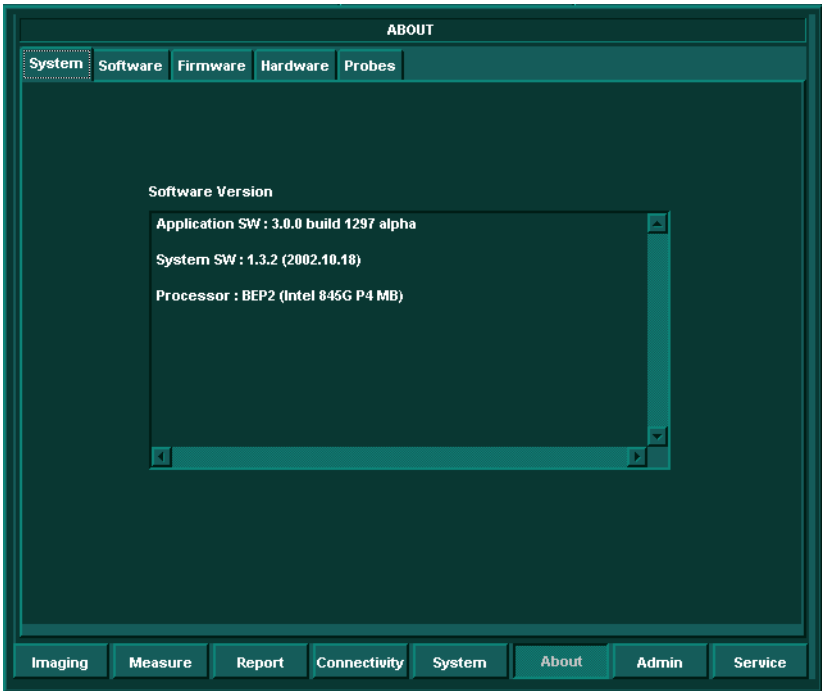 ABOUT
System Software Firmware Hardware Probes
Software Version
Application SW : 3.0.0 build 1297 alpha
System SW : 1.3.2 (2002.10.18)
Processor : BEP2 (Intel 845G P4 MB)
Imaging Measure Report Connectivity System About Admin Service